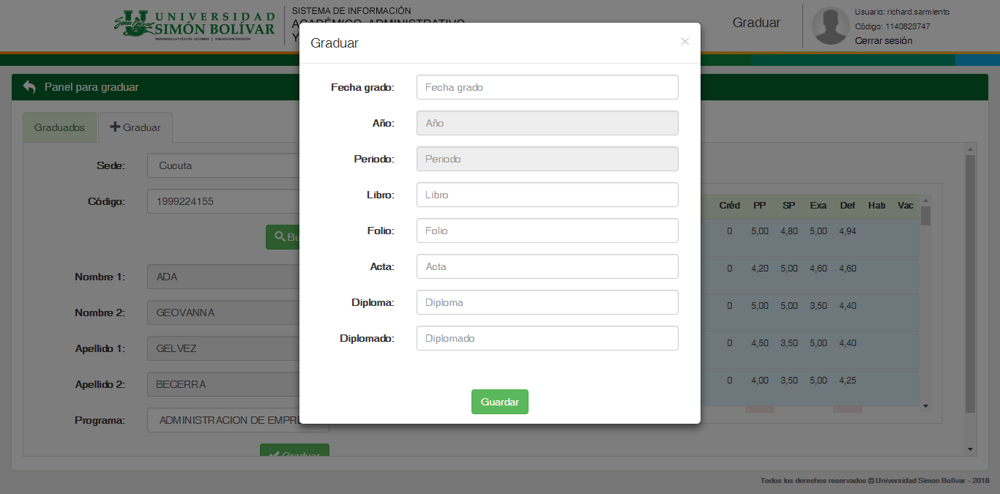 UNIVERSIDAD
SIMÓN BOLÍVAR
SISTEMA DE INFORMACIÓN
ACADÉMICO, ADMINISTRATIVO
Y
Graduar
Usuario: richard.sarmiento
Código: 1140823747
Cerrar sesión
Panel para graduar
Graduados
Graduar
Sede:
Cucuta
Código:
1999224155
Bu
Nombre 1:
ADA
Nombre 2:
GEOVANNA
Apellido 1:
GELVEZ
Apellido 2:
BECERRA
Programa:
ADMINISTRACION DE EMPRE
Graduar
Graduar ×
Fecha grado: Fecha grado
Año: Año
Periodo: Periodo
Libro: Libro
Folio: Folio
Acta: Acta
Diploma: Diploma
Diplomado: Diplomado
Guardar
Créd PP SP Exa Def Hab Vac
0 5,00 4,80 5,00 4,94
0 4,20 5,00 4,60 4,60
0 5,00 5,00 3,50 4,40
0 4,50 3,50 5,00 4,40
0 4,00 3,50 5,00 4,25
Todos los derechos reservados @ Universidad Simon Bolívar - 2018